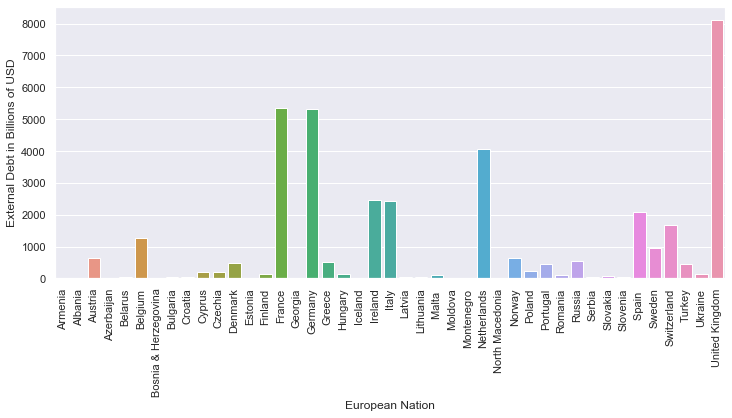 External Debt in Billions of USD
8000
7000
6000
5000
4000
3000
2000
1000
0
Armenia
Albania
Austria
Azerbaijan
Belarus
Belgium
Bosnia & Herzegovina
Bulgaria
Croatia
Cyprus
Czechia
Denmark
Estonia
Finland
France
Georgia
Germany
Greece
Hungary
Iceland
Ireland
Italy
Latvia
Lithuania
Malta
Moldova
Montenegro
Netherlands
North Macedonia
Norway
Poland
Portugal
Romania
Russia
Serbia
Slovakia
Slovenia
Spain
Sweden
Switzerland
Turkey
Ukraine
United Kingdom
European Nation